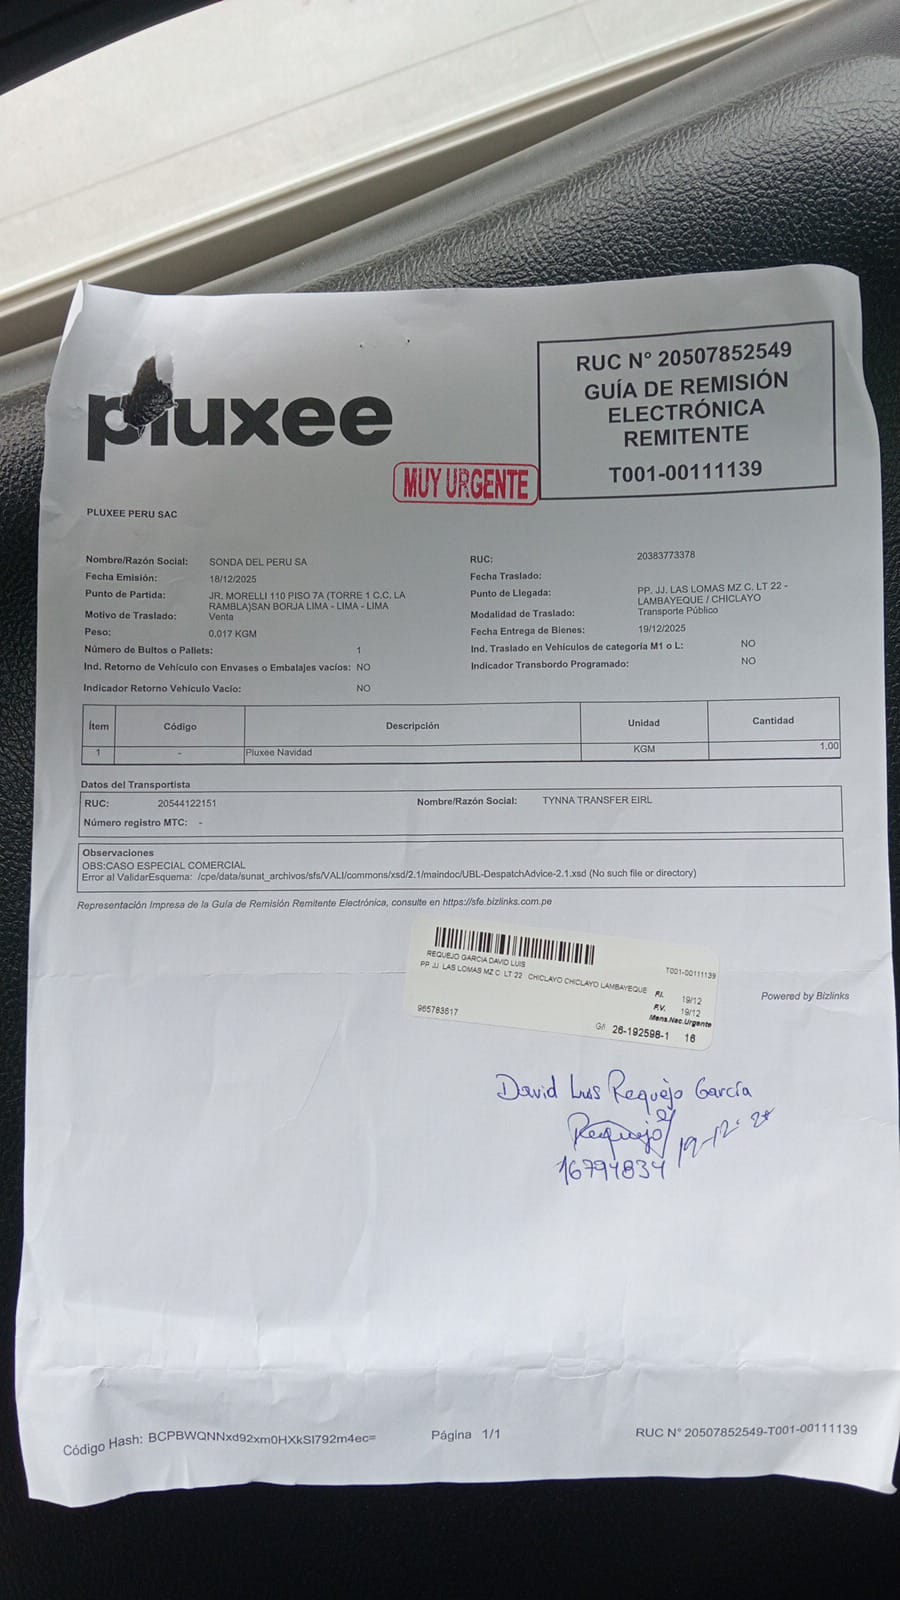 pluxee
RUC N° 20507852549
GUÍA DE REMISIÓN
ELECTRÓNICA
REMITENTE
T001-00111139
MUY URGENTE
PLUXEE PERU SAC
Nombre/Razón Social: SONDA DEL PERU SA
Fecha Emisión: 18/12/2025
Punto de Partida: JR. MORELLI 110 PISO 7A (TORRE 1 C.C. LA
RAMBLA)SAN BORJA LIMA - LIMA - LIMA
Motivo de Traslado: Venta
Peso: 0.017 KGM
Número de Bultos o Pallets: 1
Ind. Retorno de Vehículo con Envases o Embalajes vacíos: NO
Indicador Retorno Vehículo Vacio: NO
RUC: 20383773378
Fecha Traslado:
Punto de Llegada: PP. JJ. LAS LOMAS MZ C. LT 22 -
LAMBAYEQUE / CHICLAYO
Modalidad de Traslado: Transporte Público
Fecha Entrega de Bienes: 19/12/2025
Ind. Traslado en Vehículos de categoría M1 o L: NO
Indicador Transbordo Programado: NO
Ítem Código Descripción Unidad Cantidad
1 - Pluxee Navidad KGM 1.00
Datos del Transportista
RUC: 20544122151 Nombre/Razón Social: TYNNA TRANSFER EIRL
Número registro MTC: -
Observaciones
OBS:CASO ESPECIAL COMERCIAL
Error al ValidarEsquema: /cpe/data/sunat_archivos/sfs/VALI/commons/xsd/2.1/maindoc/UBL-DespatchAdvice-2.1.xsd (No such file or directory)
Representación Impresa de la Guía de Remisión Remitente Electrónica, consulte en https://sfe.bizlinks.com.pe
REQUEJO GARCIA DAVID LUIS T001-00111139
PP. JJ. LAS LOMAS MZ C. LT 22 CHICLAYO CHICLAYO LAMBAYEQUE
F.I. 19/12
F.V. 19/12
Mens.Nac.Urgente
965783517 G/I 26-192598-1 16
Powered by Bizlinks
David Luis Requejo García
Requejo
16794834
Código Hash: BCPBWQNNxd92xm0HXkSl792m4ec=
Página 1/1
RUC N° 20507852549-T001-00111139